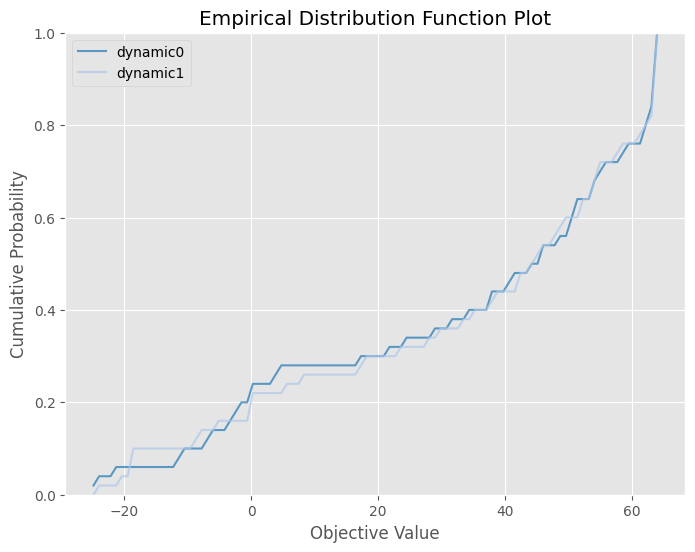 Empirical Distribution Function Plot
dynamic0
dynamic1
1.0
0.8
0.6
0.4
0.2
0.0
Cumulative Probability
−20
0
20
40
60
Objective Value